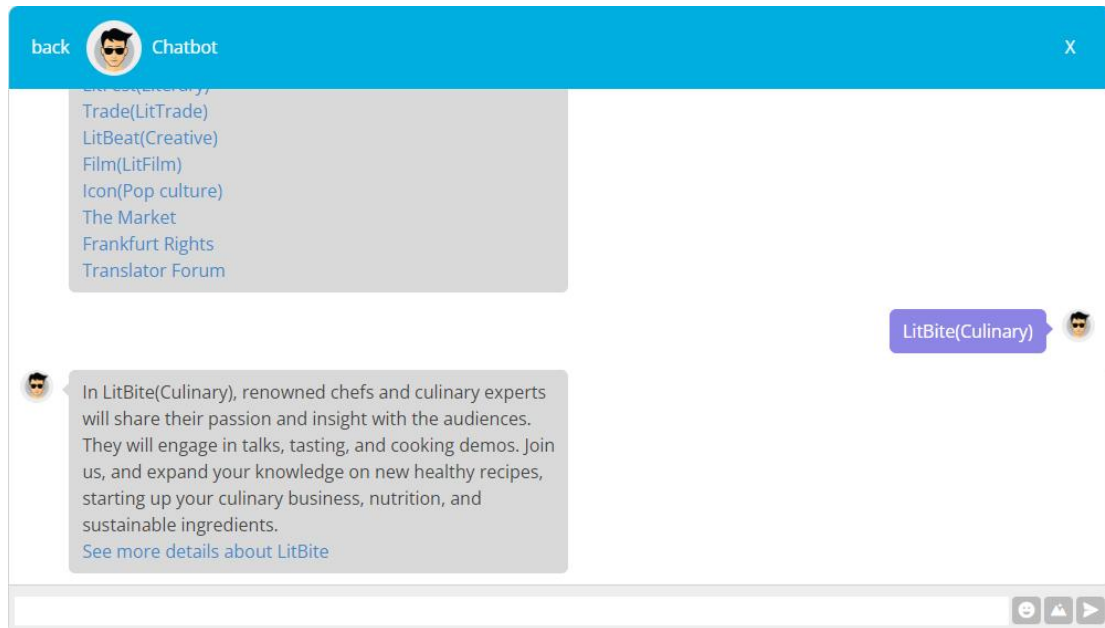 back
Chatbot
X
LitFest(Literary)
Trade(LitTrade)
LitBeat(Creative)
Film(LitFilm)
Icon(Pop culture)
The Market
Frankfurt Rights
Translator Forum
LitBite(Culinary)
In LitBite(Culinary), renowned chefs and culinary experts
will share their passion and insight with the audiences.
They will engage in talks, tasting, and cooking demos. Join
us, and expand your knowledge on new healthy recipes,
starting up your culinary business, nutrition, and
sustainable ingredients.
See more details about LitBite